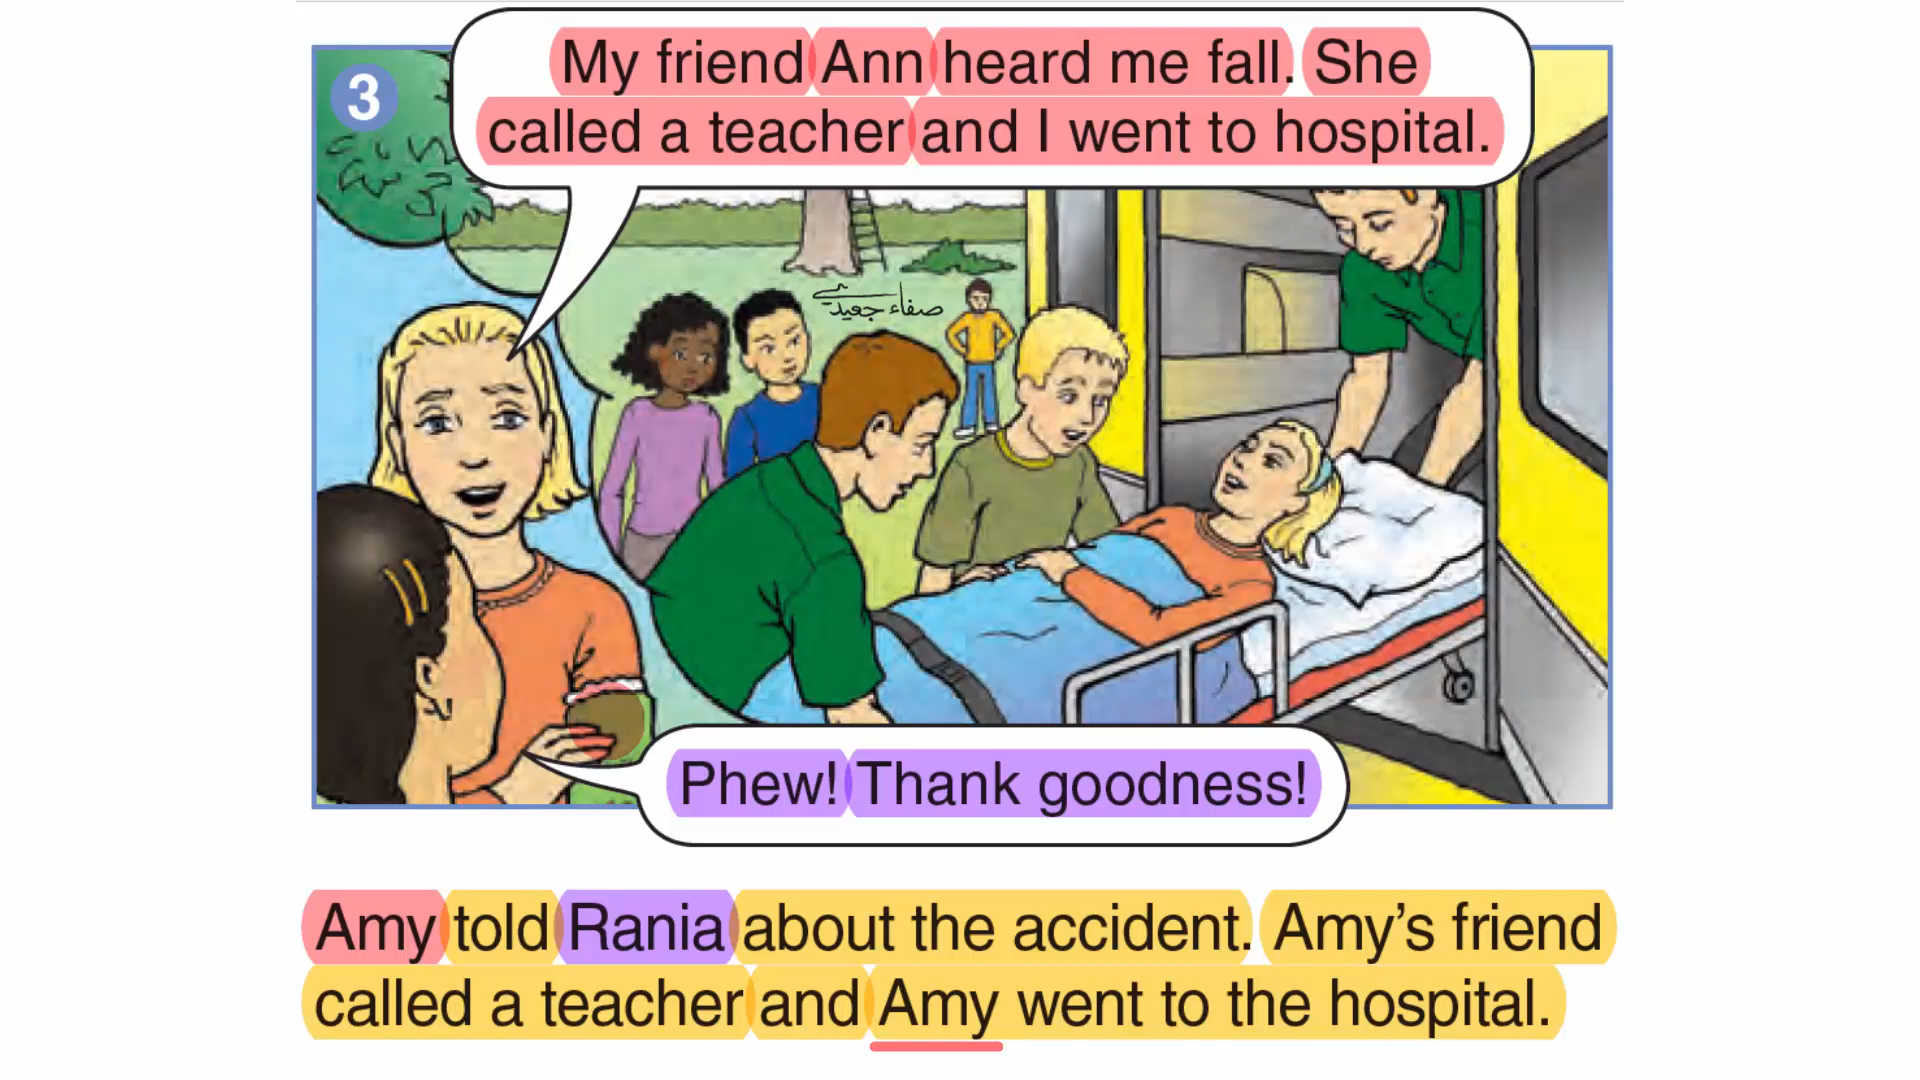 3
My friend Ann heard me fall. She
called a teacher and I went to hospital.
صفاء جعيدي
Phew! Thank goodness!
Amy told Rania about the accident. Amy’s friend
called a teacher and Amy went to the hospital.